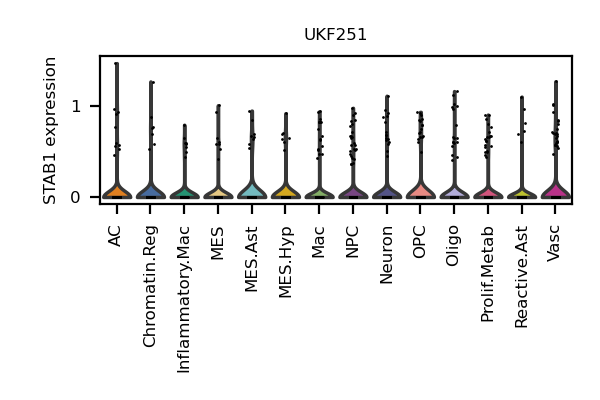 UKF251
STAB1 expression
1
0
AC
Chromatin.Reg
Inflammatory.Mac
MES
MES.Ast
MES.Hyp
Mac
NPC
Neuron
OPC
Oligo
Prolif.Metab
Reactive.Ast
Vasc